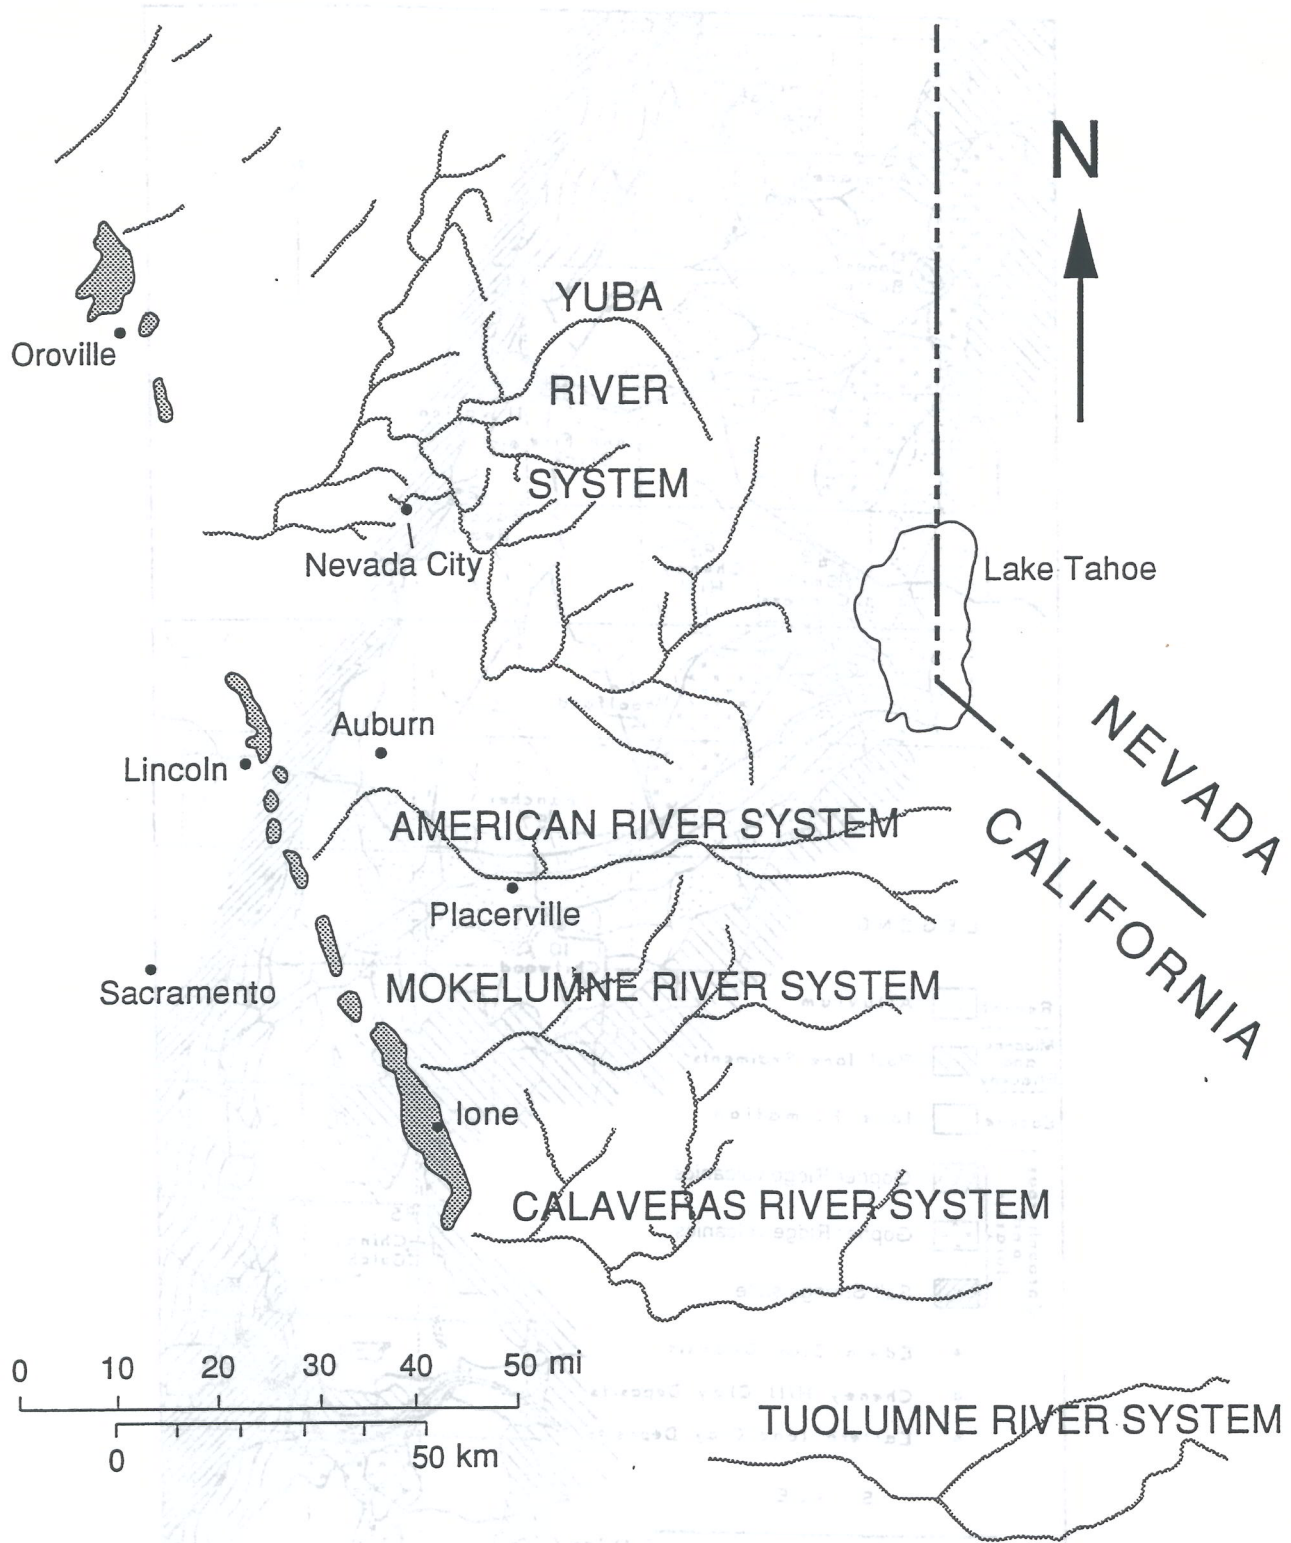 N
YUBA
RIVER
SYSTEM
Oroville
Nevada City
Lake Tahoe
NEVADA
CALIFORNIA
Auburn
Lincoln
AMERICAN RIVER SYSTEM
Placerville
Sacramento
MOKELUMNE RIVER SYSTEM
Ione
CALAVERAS RIVER SYSTEM
0 10 20 30 40 50 mi
0 50 km
TUOLUMNE RIVER SYSTEM